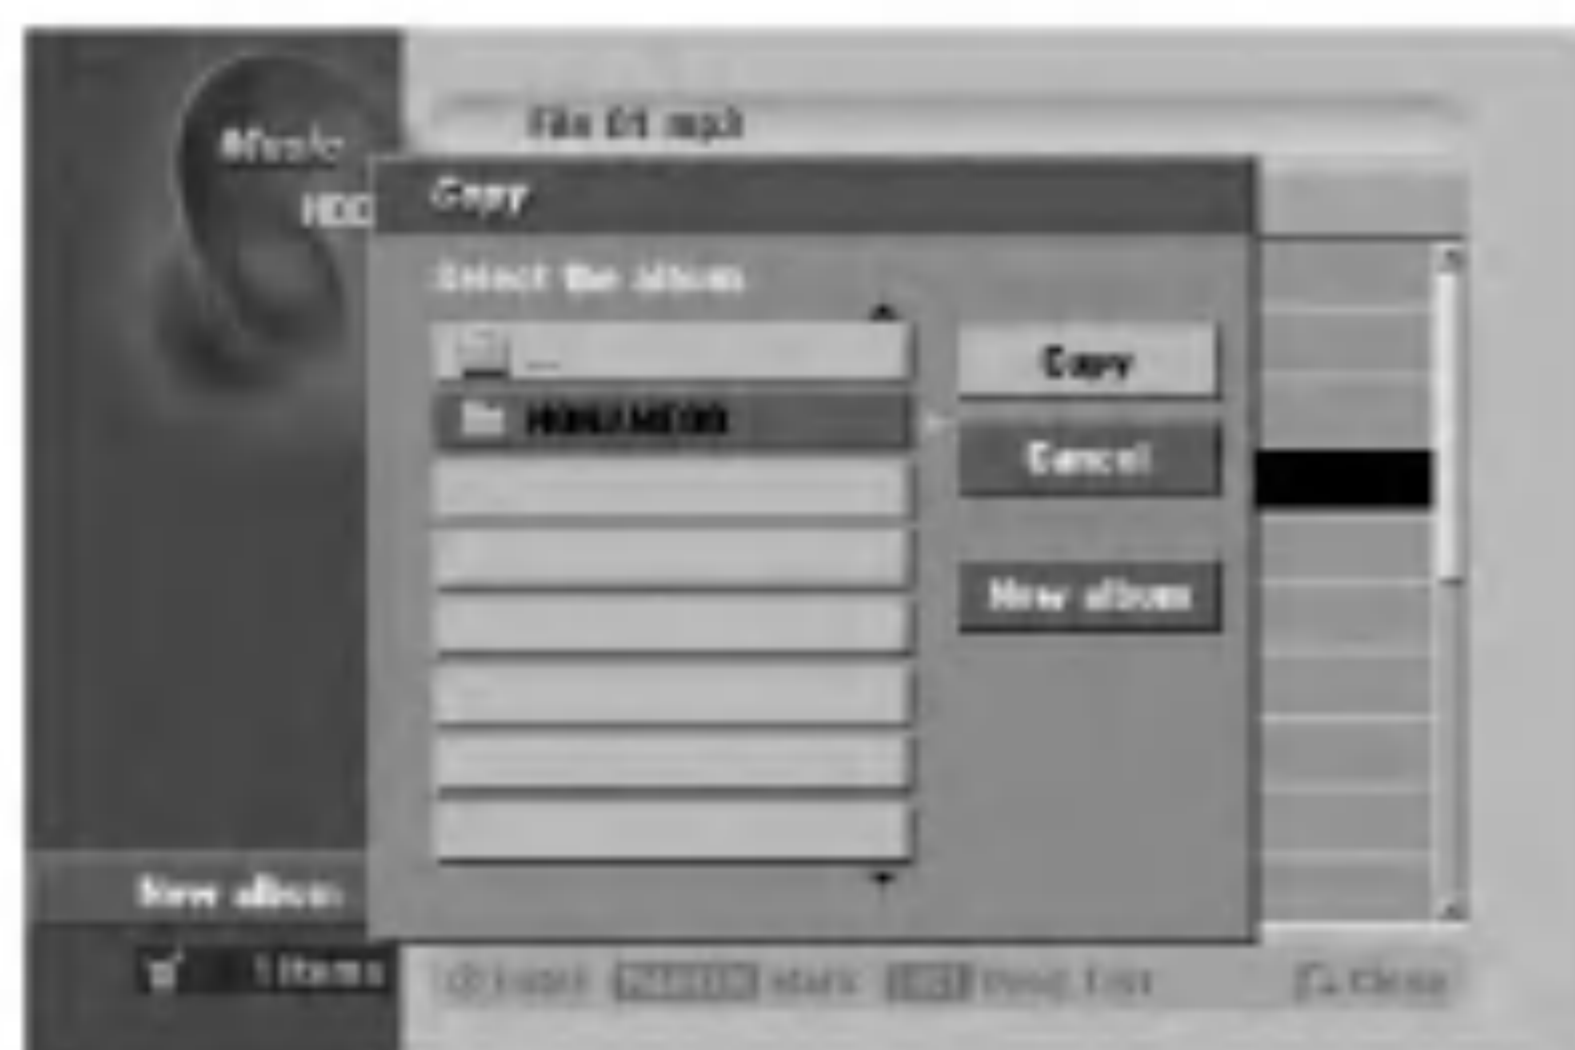 Music
HDD
File 01 mp3
Copy
Select the album
..
Copy
Cancel
New album
New album
1 Items
Close